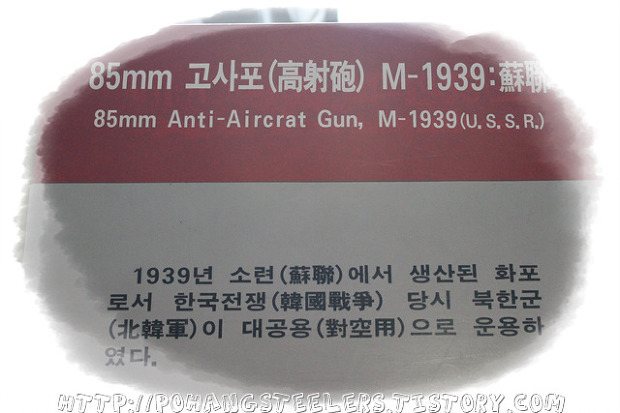 85mm 고사포(高射砲) M-1939:蘇聯
85mm Anti-Aircrat Gun, M-1939(U.S.S.R.)
1939년 소련(蘇聯)에서 생산된 화포
로서 한국전쟁(韓國戰爭) 당시 북한군
(北韓軍)이 대공용(對空用)으로 운용하
였다.
HTTP://POHANGSTEELERS.TISTORY.COM